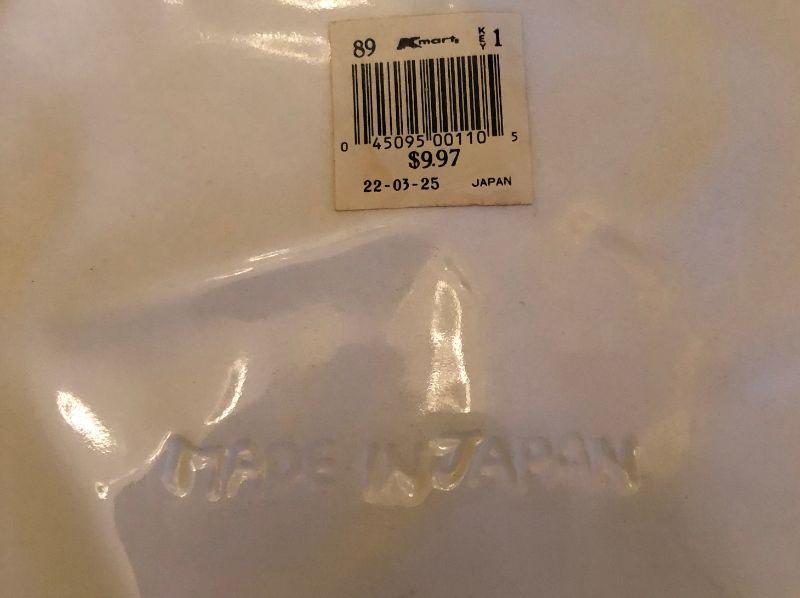 89 Kmart. KEY 1
0 45095 00110 5
$9.97
22-03-25 JAPAN
MADE IN JAPAN